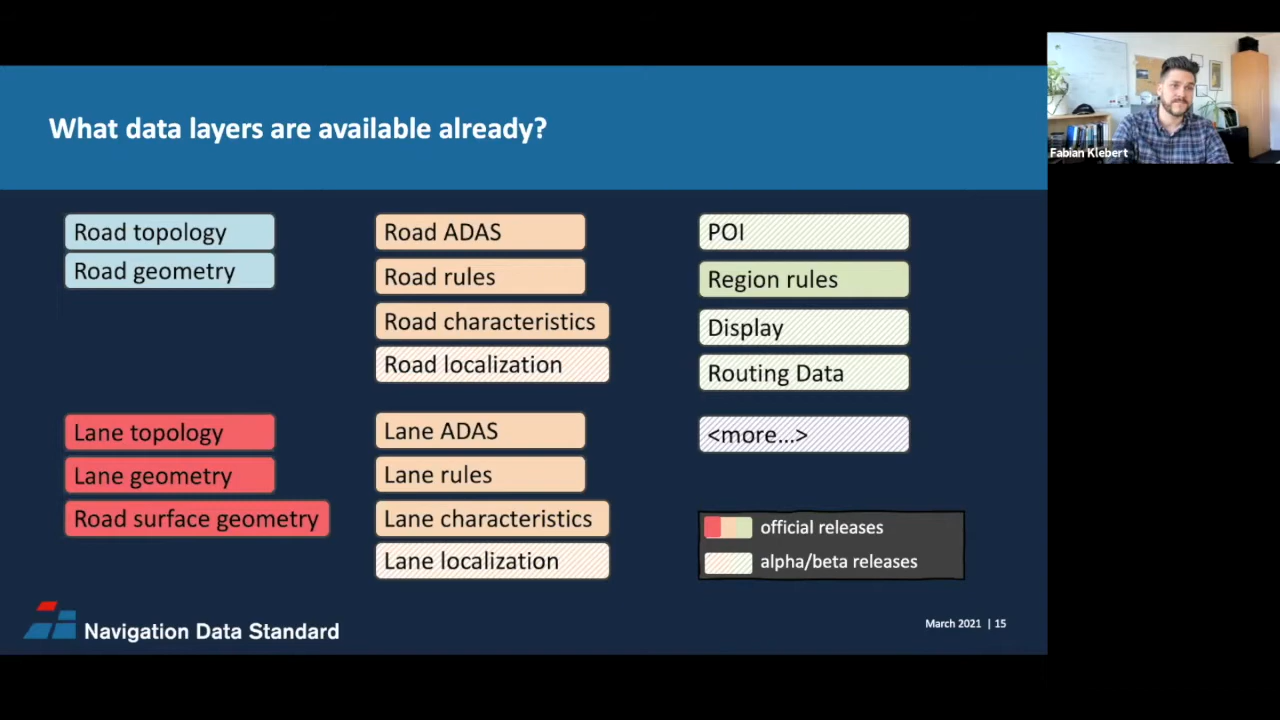 What data layers are available already?
Fabian Klebert
Road topology
Road geometry
Lane topology
Lane geometry
Road surface geometry
Road ADAS
Road rules
Road characteristics
Road localization
Lane ADAS
Lane rules
Lane characteristics
Lane localization
POI
Region rules
Display
Routing Data
<more...>
official releases
alpha/beta releases
Navigation Data Standard
March 2021 | 15